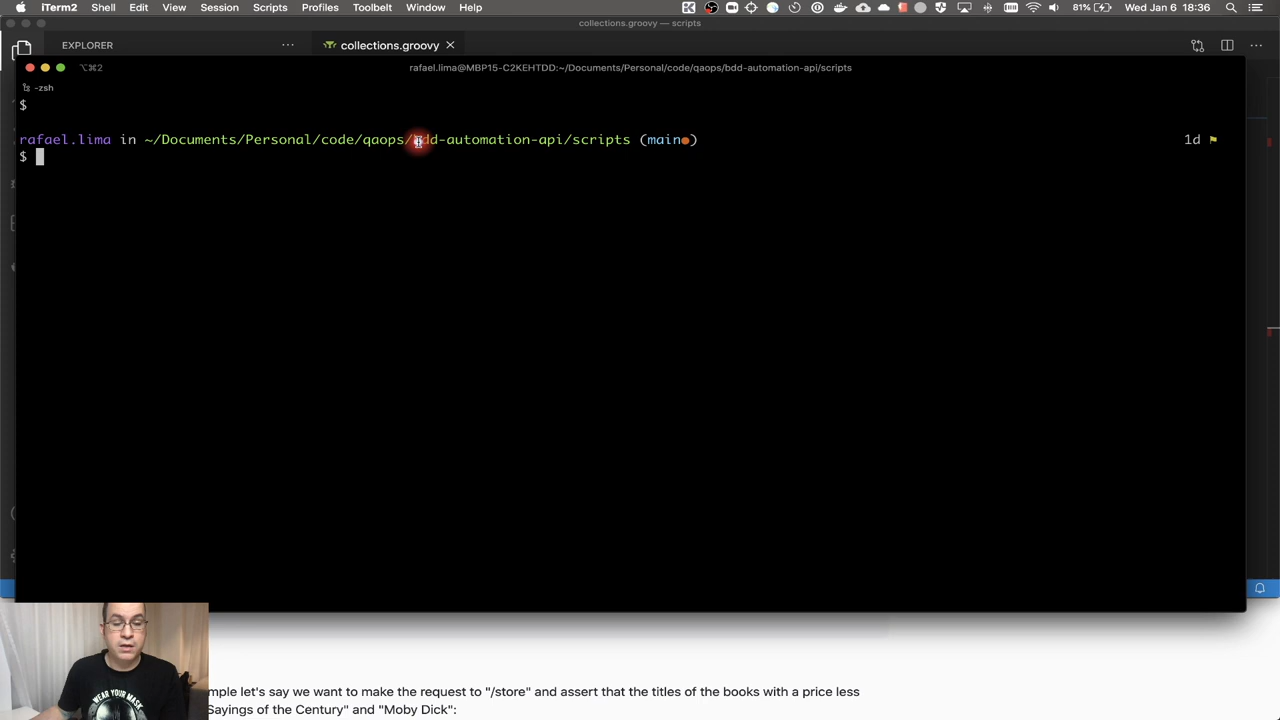 iTerm2 Shell Edit View Session Scripts Profiles Toolbelt Window Help 81% Wed Jan 6 18:36
collections.groovy — scripts
EXPLORER ··· collections.groovy ···
⌥⌘2 rafael.lima@MBP15-C2KEHTDD:~/Documents/Personal/code/qaops/bdd-automation-api/scripts
-zsh
$
rafael.lima in ~/Documents/Personal/code/qaops/bdd-automation-api/scripts (main●) 1d
$
WEAR YOUR MASK
mple let's say we want to make the request to "/store" and assert that the titles of the books with a price less
Sayings of the Century" and "Moby Dick":